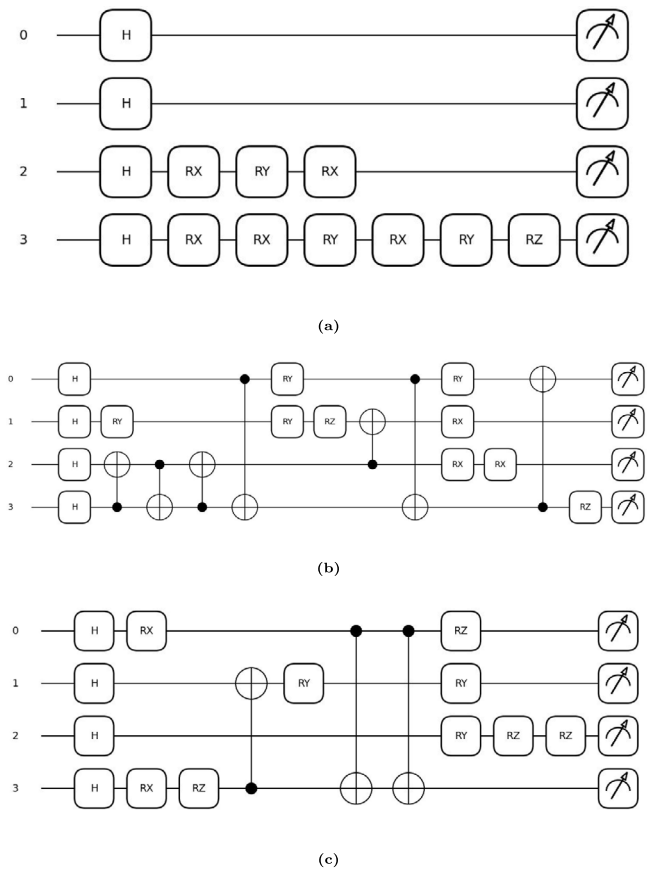 0 H
1 H
2 H RX RY RX
3 H RX RX RY RX RY RZ
(a)
0 H RY RY
1 H RY RY RZ RX
2 H RX RX
3 H RZ
(b)
0 H RX RZ
1 H RY RY
2 H RY RZ RZ
3 H RX RZ
(c)